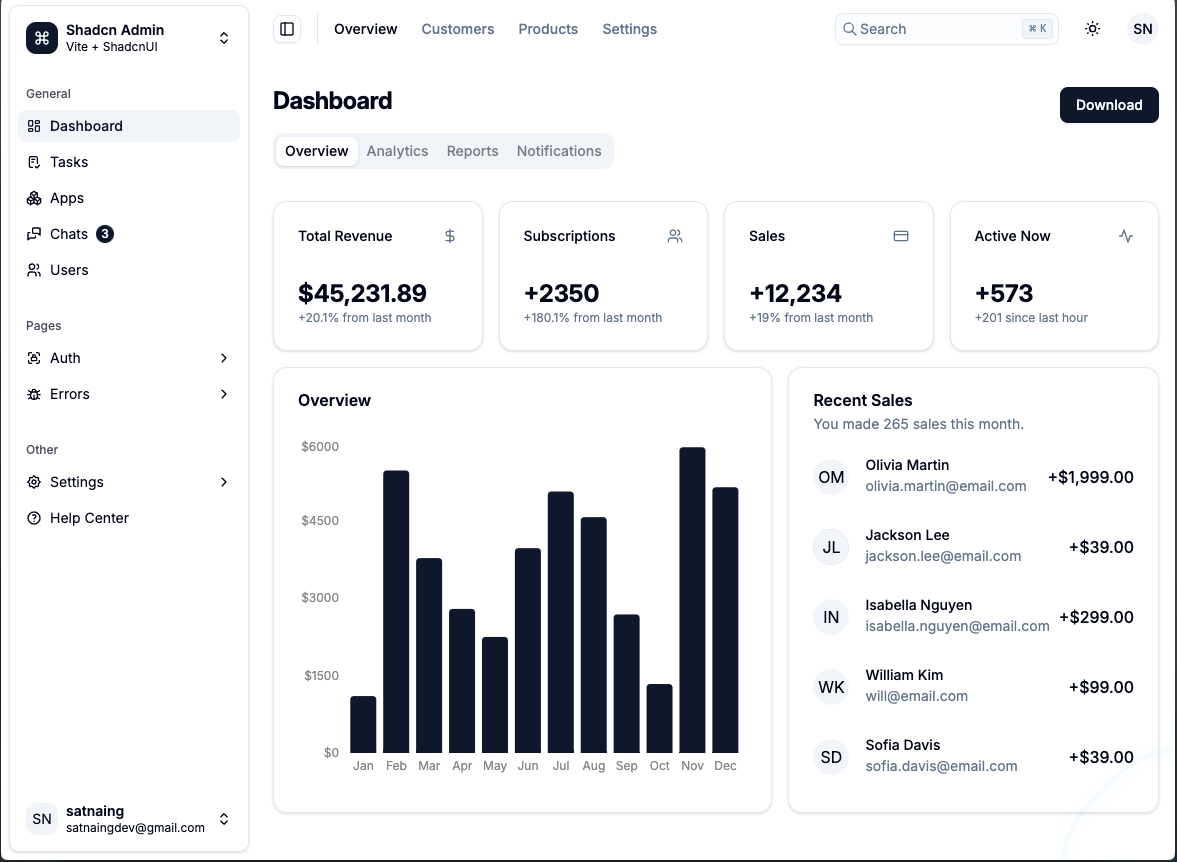 Shadcn Admin
Vite + ShadcnUI
General
Dashboard
Tasks
Apps
Chats 3
Users
Pages
Auth
Errors
Other
Settings
Help Center
SN
satnaing
satnaingdev@gmail.com
Overview Customers Products Settings
Search ⌘ K
SN
Dashboard
Download
Overview Analytics Reports Notifications
Total Revenue
$45,231.89
+20.1% from last month
Subscriptions
+2350
+180.1% from last month
Sales
+12,234
+19% from last month
Active Now
+573
+201 since last hour
Overview
$6000
$4500
$3000
$1500
$0
Jan Feb Mar Apr May Jun Jul Aug Sep Oct Nov Dec
Recent Sales
You made 265 sales this month.
OM
Olivia Martin
olivia.martin@email.com
+$1,999.00
JL
Jackson Lee
jackson.lee@email.com
+$39.00
IN
Isabella Nguyen
isabella.nguyen@email.com
+$299.00
WK
William Kim
will@email.com
+$99.00
SD
Sofia Davis
sofia.davis@email.com
+$39.00